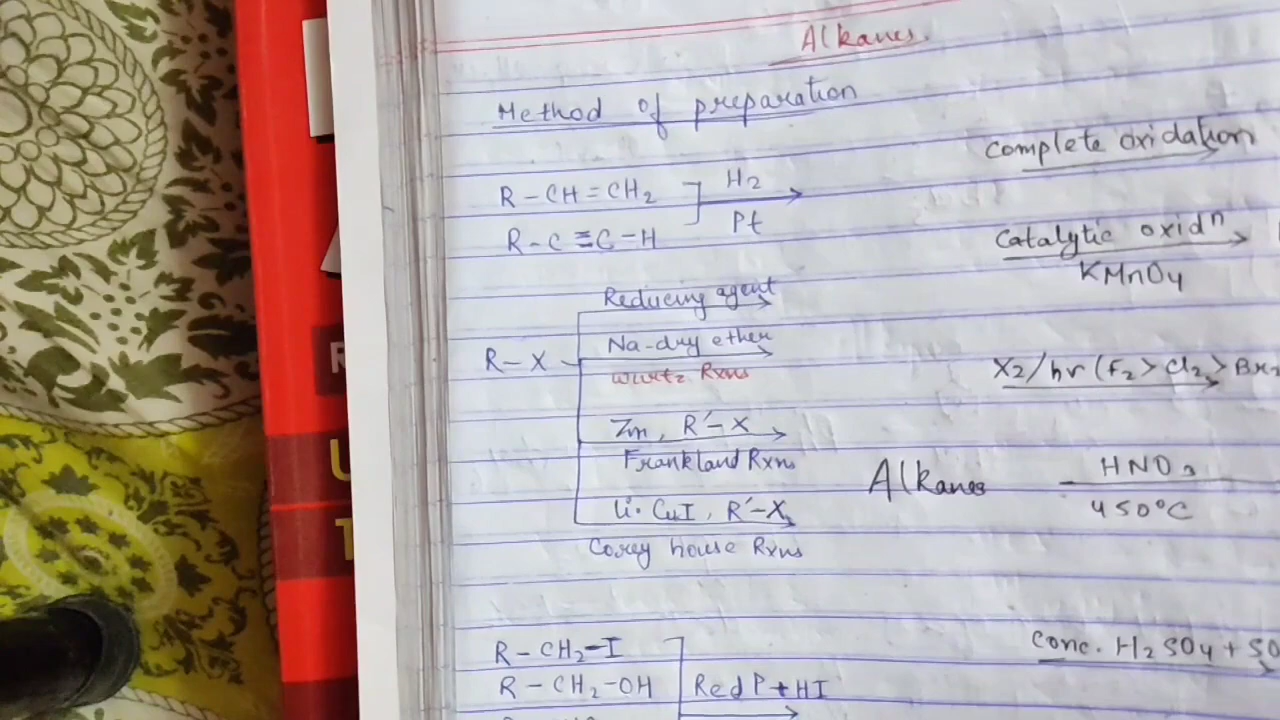 Alkanes.
Method of preparation
R-CH=CH2
R-C≡C-H
H2
Pt
R-X
Reducing agent
Na-dry ether
wurtz Rxns
Zn, R'-X
Frankland Rxns
Li. CuI, R'-X
Corey house Rxns
R-CH2-I
R-CH2-OH
Red P + HI
Alkanes
complete oxidation
Catalytic oxidn
KMnO4
X2/hr (F2 > Cl2 > Br2
HNO3
450°C
Conc. H2SO4 + SO